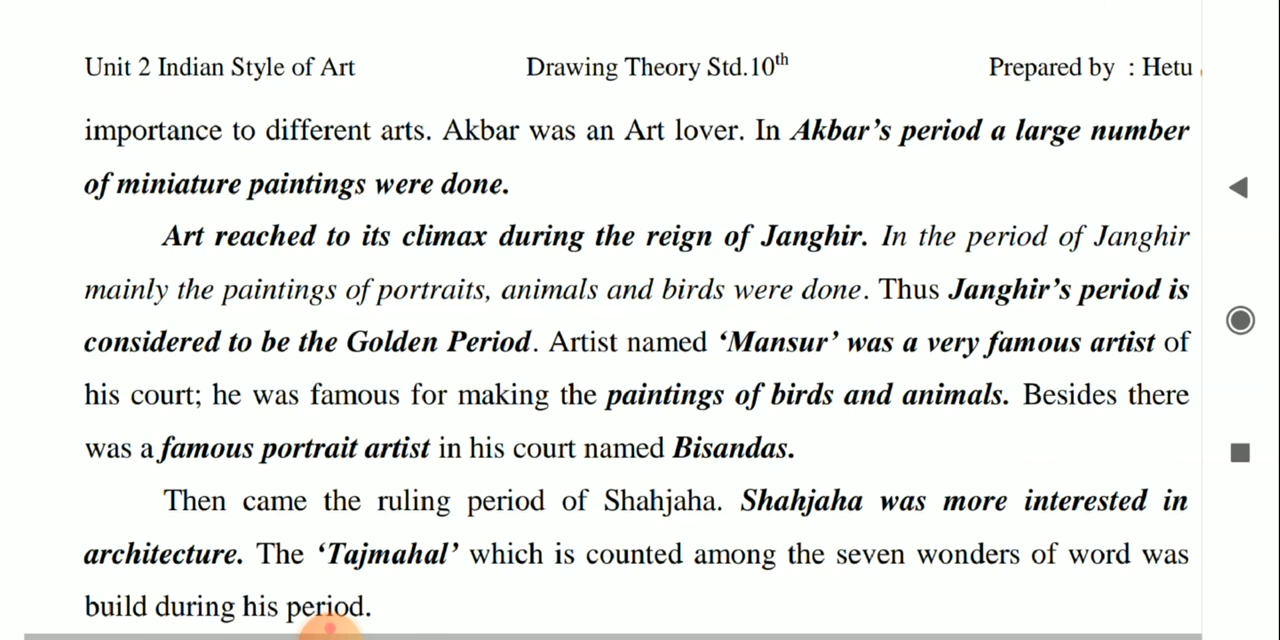 Unit 2 Indian Style of Art Drawing Theory Std.10th Prepared by : Hetu
importance to different arts. Akbar was an Art lover. In Akbar’s period a large number
of miniature paintings were done.
Art reached to its climax during the reign of Janghir. In the period of Janghir
mainly the paintings of portraits, animals and birds were done. Thus Janghir’s period is
considered to be the Golden Period. Artist named ‘Mansur’ was a very famous artist of
his court; he was famous for making the paintings of birds and animals. Besides there
was a famous portrait artist in his court named Bisandas.
Then came the ruling period of Shahjaha. Shahjaha was more interested in
architecture. The ‘Tajmahal’ which is counted among the seven wonders of word was
build during his period.